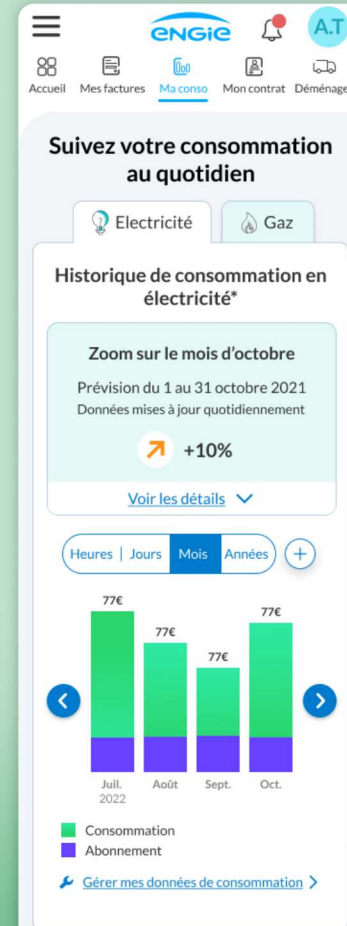 ENGIE
A.T
Accueil
Mes factures
Ma conso
Mon contrat
Déménage
Suivez votre consommation
au quotidien
Electricité
Gaz
Historique de consommation en
électricité*
Zoom sur le mois d'octobre
Prévision du 1 au 31 octobre 2021
Données mises à jour quotidiennement
+10%
Voir les détails
Heures | Jours
Mois
Années
+
77€
77€
77€
77€
Juil.
2022
Août
Sept.
Oct.
Consommation
Abonnement
Gérer mes données de consommation